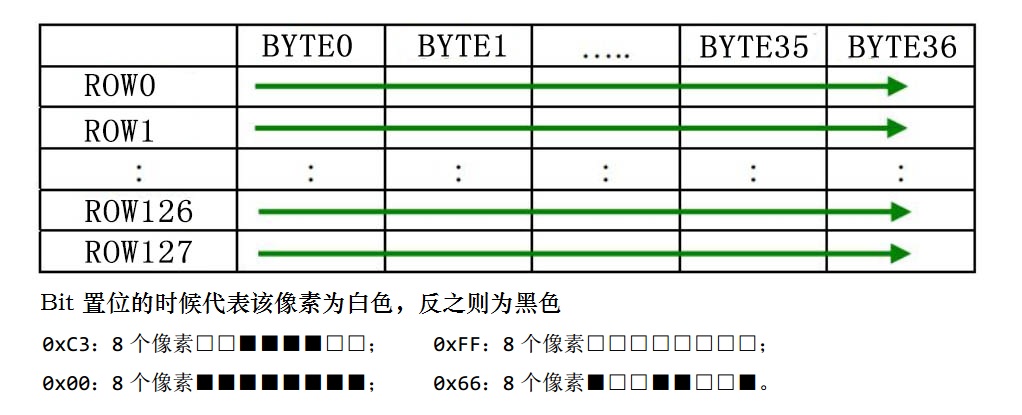 BYTE0 BYTE1 ..... BYTE35 BYTE36
ROW0
ROW1
: : : : : :
ROW126
ROW127
Bit 置位的时候代表该像素为白色，反之则为黑色
0xC3：8 个像素□□■■■■□□； 0xFF：8 个像素□□□□□□□□；
0x00：8 个像素■■■■■■■■； 0x66：8 个像素■□□■■□□■。